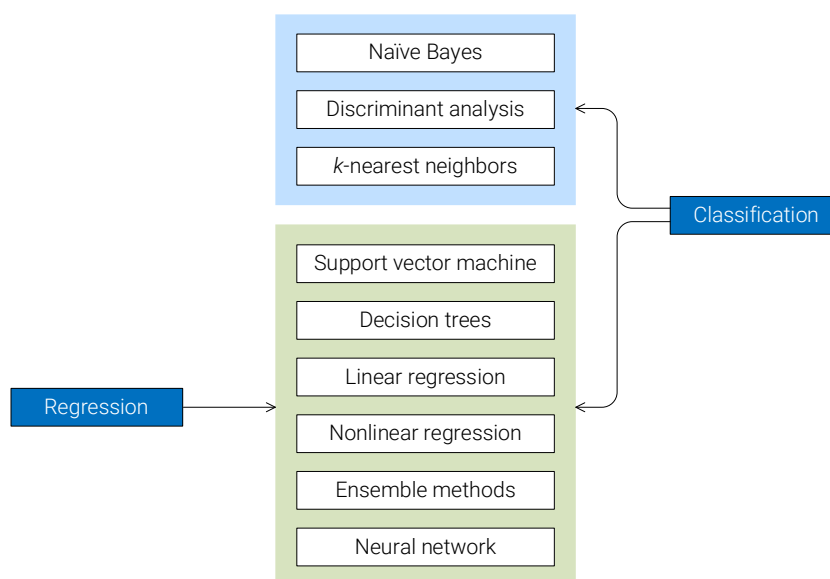 Naïve Bayes
Discriminant analysis
k-nearest neighbors
Classification
Support vector machine
Decision trees
Linear regression
Regression
Nonlinear regression
Ensemble methods
Neural network